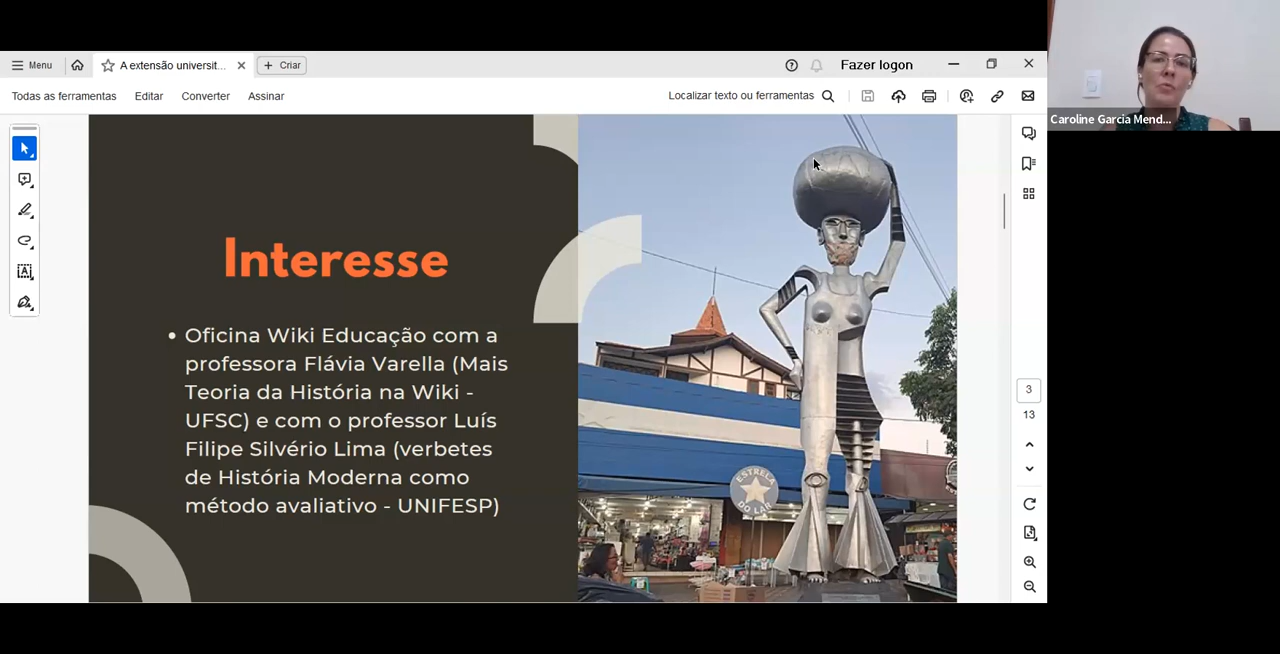 Menu
A extensão universit...
Criar
Fazer logon
Todas as ferramentas
Editar
Converter
Assinar
Localizar texto ou ferramentas
Interesse
• Oficina Wiki Educação com a
professora Flávia Varella (Mais
Teoria da História na Wiki -
UFSC) e com o professor Luís
Filipe Silvério Lima (verbetes
de História Moderna como
método avaliativo - UNIFESP)
ESTRELA
DO LAR
3
13
Caroline Garcia Mend...